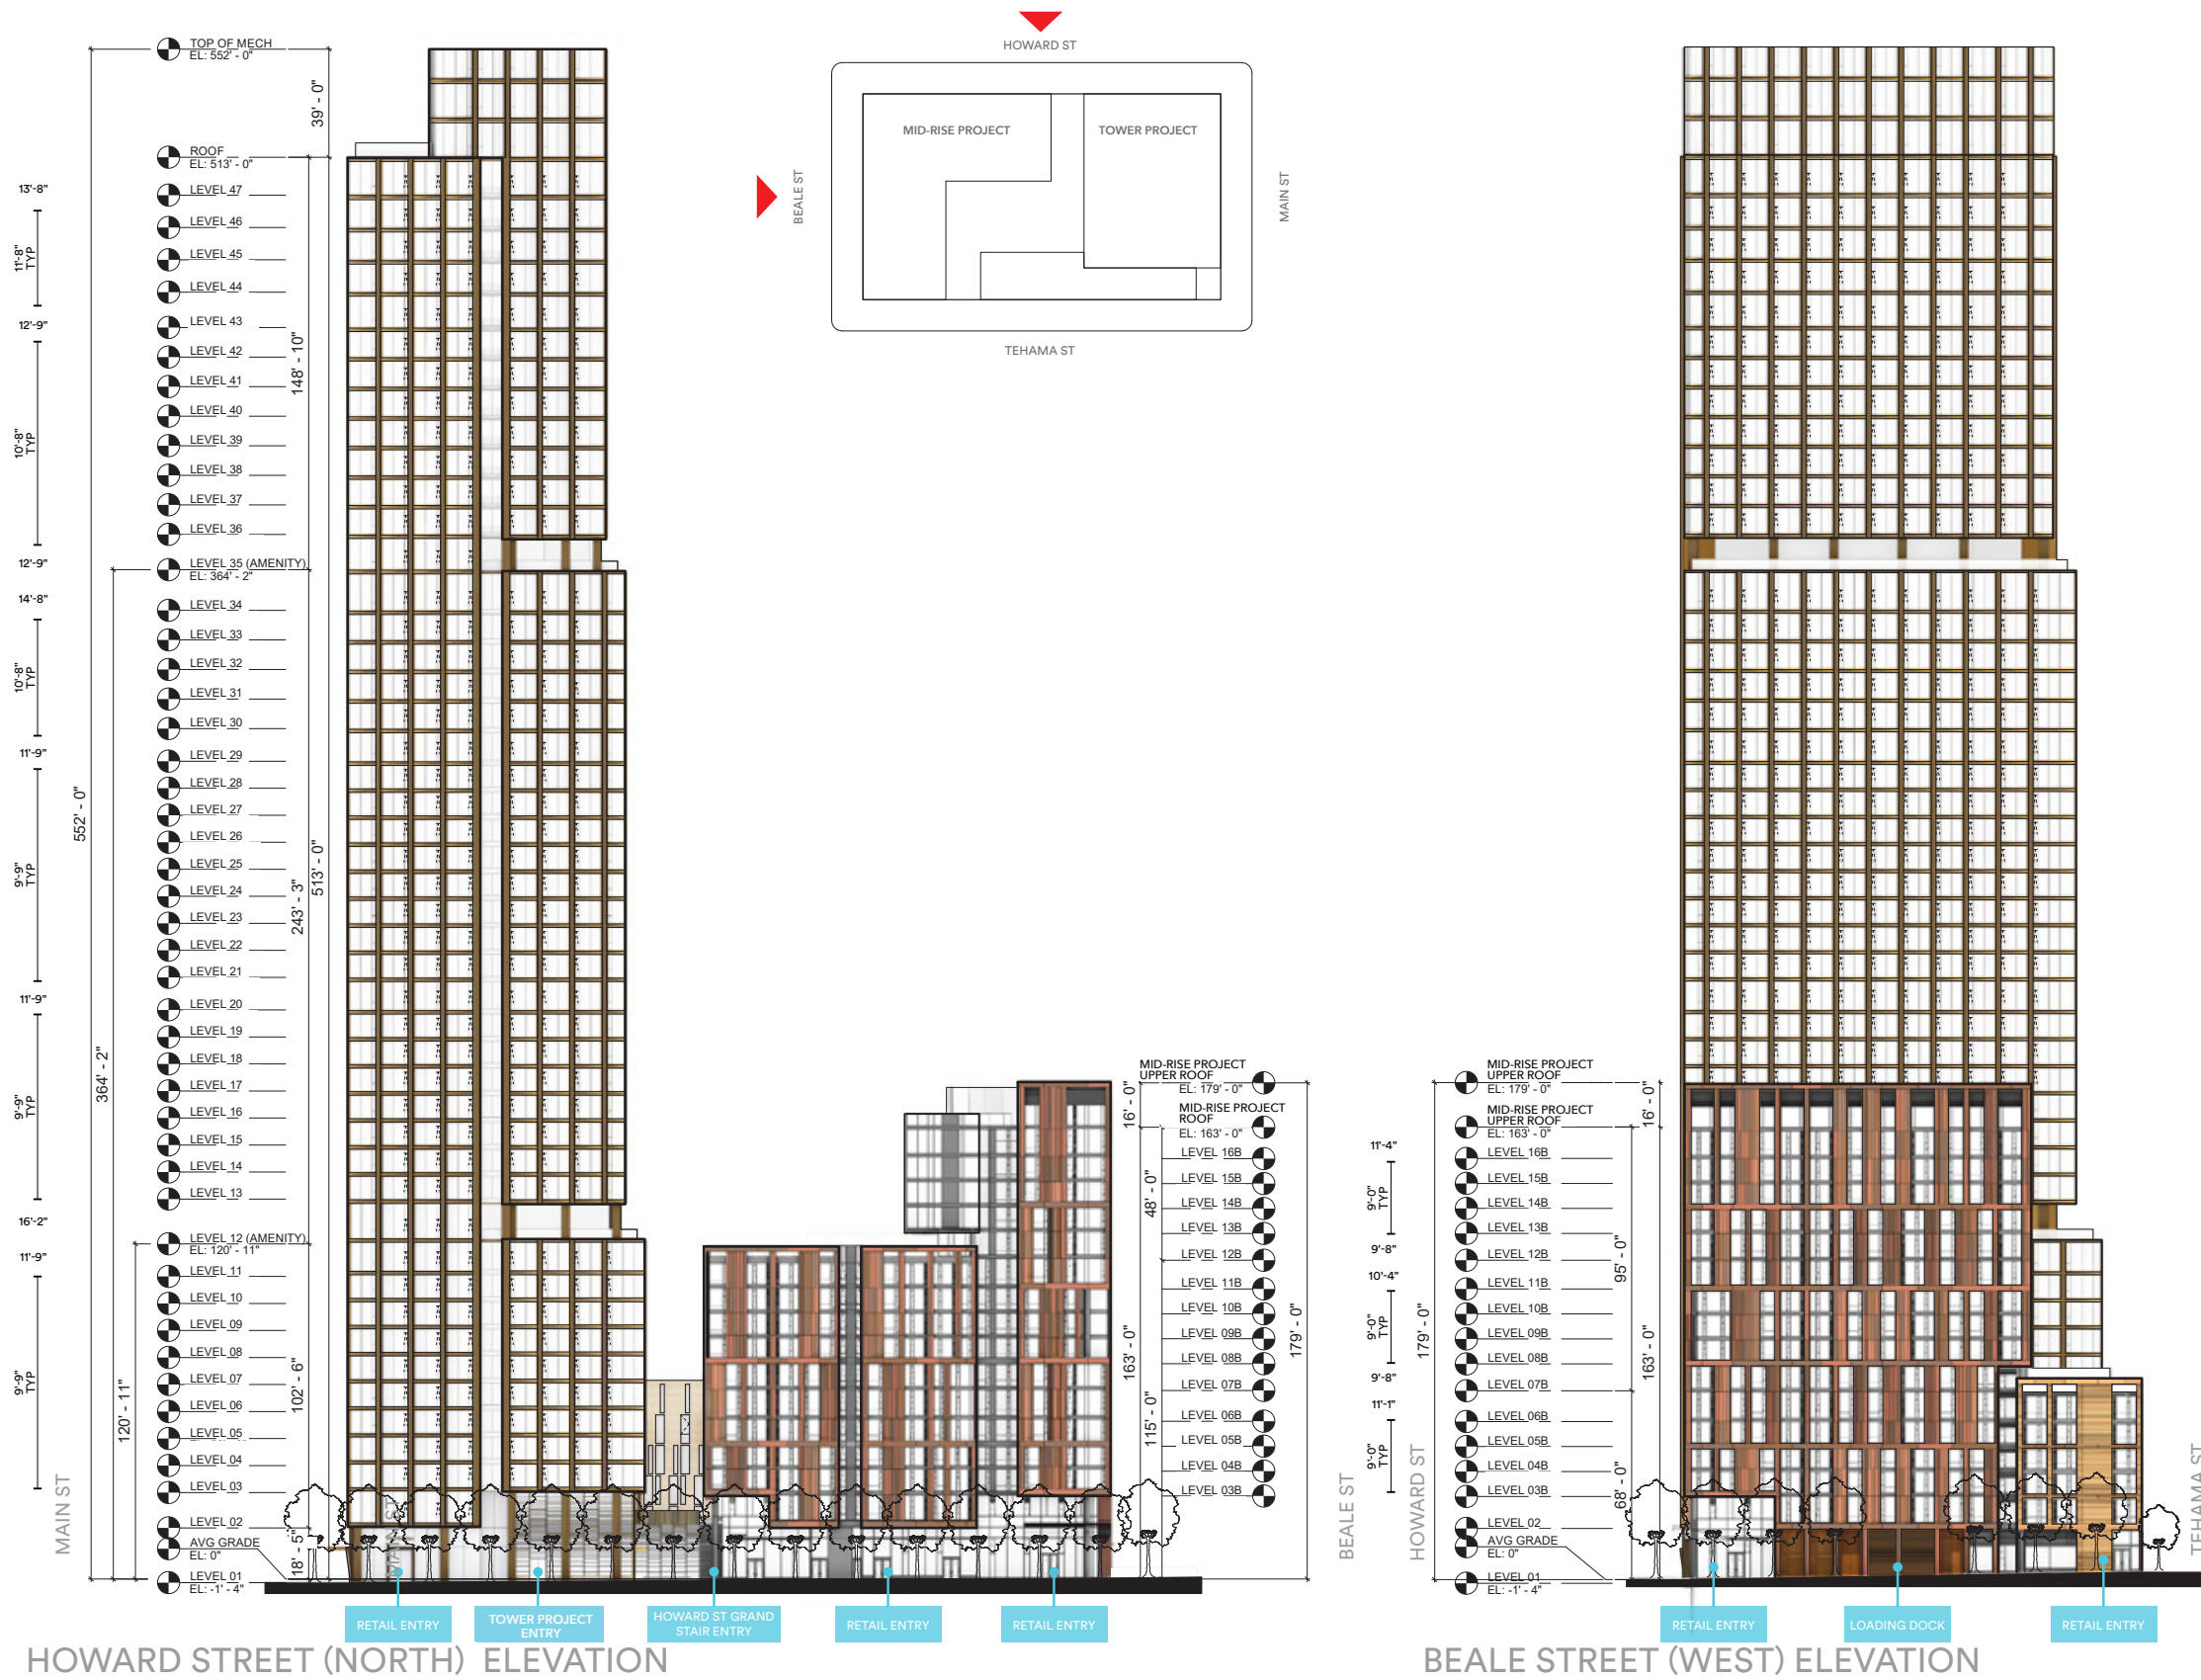 TOP OF MECH
EL: 552' - 0"
ROOF
EL: 513' - 0"
LEVEL 47
LEVEL 46
LEVEL 45
LEVEL 44
LEVEL 43
LEVEL 42
LEVEL 41
LEVEL 40
LEVEL 39
LEVEL 38
LEVEL 37
LEVEL 36
LEVEL 35 (AMENITY)
EL: 364' - 2"
LEVEL 34
LEVEL 33
LEVEL 32
LEVEL 31
LEVEL 30
LEVEL 29
LEVEL 28
LEVEL 27
LEVEL 26
LEVEL 25
LEVEL 24
LEVEL 23
LEVEL 22
LEVEL 21
LEVEL 20
LEVEL 19
LEVEL 18
LEVEL 17
LEVEL 16
LEVEL 15
LEVEL 14
LEVEL 13
LEVEL 12 (AMENITY)
EL: 120' - 11"
LEVEL 11
LEVEL 10
LEVEL 09
LEVEL 08
LEVEL 07
LEVEL 06
LEVEL 05
LEVEL 04
LEVEL 03
LEVEL 02
AVG GRADE
EL: 0"
LEVEL 01
EL: -1' - 4"
13'-8"
11'-8"
TYP
12'-9"
10'-8"
TYP
12'-9"
14'-8"
10'-8"
TYP
11'-9"
9'-9"
TYP
11'-9"
9'-9"
TYP
16'-2"
11'-9"
9'-9"
TYP
552' - 0"
364' - 2"
120' - 11"
39' - 0"
148' - 10"
513' - 0"
243' - 3"
102' - 6"
18' - 5"
MAIN ST
MAIN ST
HOWARD ST
MID-RISE PROJECT
TOWER PROJECT
BEALE ST
MAIN ST
TEHAMA ST
MID-RISE PROJECT
UPPER ROOF
EL: 179' - 0"
MID-RISE PROJECT
ROOF
EL: 163' - 0"
LEVEL 16B
LEVEL 15B
LEVEL 14B
LEVEL 13B
LEVEL 12B
LEVEL 11B
LEVEL 10B
LEVEL 09B
LEVEL 08B
LEVEL 07B
LEVEL 06B
LEVEL 05B
LEVEL 04B
LEVEL 03B
16' - 0"
48' - 0"
163' - 0"
115' - 0"
179' - 0"
BEALE ST
RETAIL ENTRY
TOWER PROJECT
ENTRY
HOWARD ST GRAND
STAIR ENTRY
RETAIL ENTRY
RETAIL ENTRY
HOWARD STREET (NORTH) ELEVATION
HOWARD ST
11'-4"
9'-0"
TYP
9'-8"
10'-4"
9'-0"
TYP
9'-8"
11'-1"
9'-0"
TYP
179' - 0"
MID-RISE PROJECT
UPPER ROOF
EL: 179' - 0"
MID-RISE PROJECT
UPPER ROOF
EL: 163' - 0"
LEVEL 16B
LEVEL 15B
LEVEL 14B
LEVEL 13B
LEVEL 12B
LEVEL 11B
LEVEL 10B
LEVEL 09B
LEVEL 08B
LEVEL 07B
LEVEL 06B
LEVEL 05B
LEVEL 04B
LEVEL 03B
LEVEL 02
AVG GRADE
EL: 0"
LEVEL 01
EL: -1' - 4"
16' - 0"
95' - 0"
163' - 0"
68' - 0"
TEHAMA ST
RETAIL ENTRY
LOADING DOCK
RETAIL ENTRY
BEALE STREET (WEST) ELEVATION